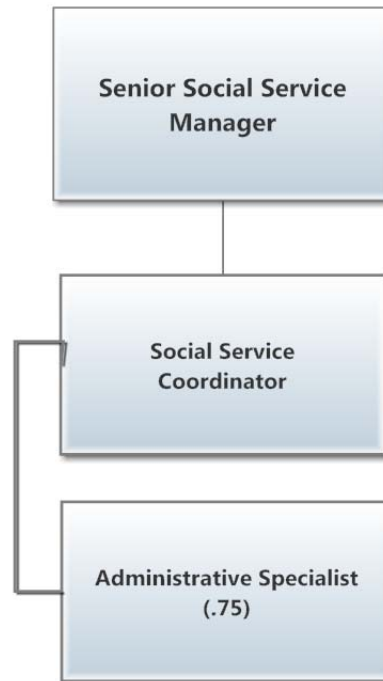 Senior Social Service
Manager
Social Service
Coordinator
Administrative Specialist
(.75)